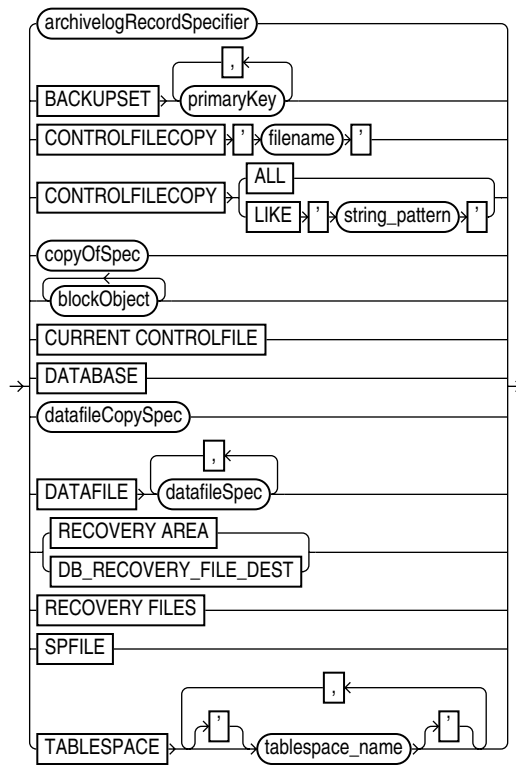 archivelogRecordSpecifier
,
BACKUPSET primaryKey
CONTROLFILECOPY ' filename '
ALL
CONTROLFILECOPY
LIKE ' string_pattern '
copyOfSpec
blockObject
CURRENT CONTROLFILE
DATABASE
datafileCopySpec
,
DATAFILE datafileSpec
RECOVERY AREA
DB_RECOVERY_FILE_DEST
RECOVERY FILES
SPFILE
,
' '
TABLESPACE tablespace_name